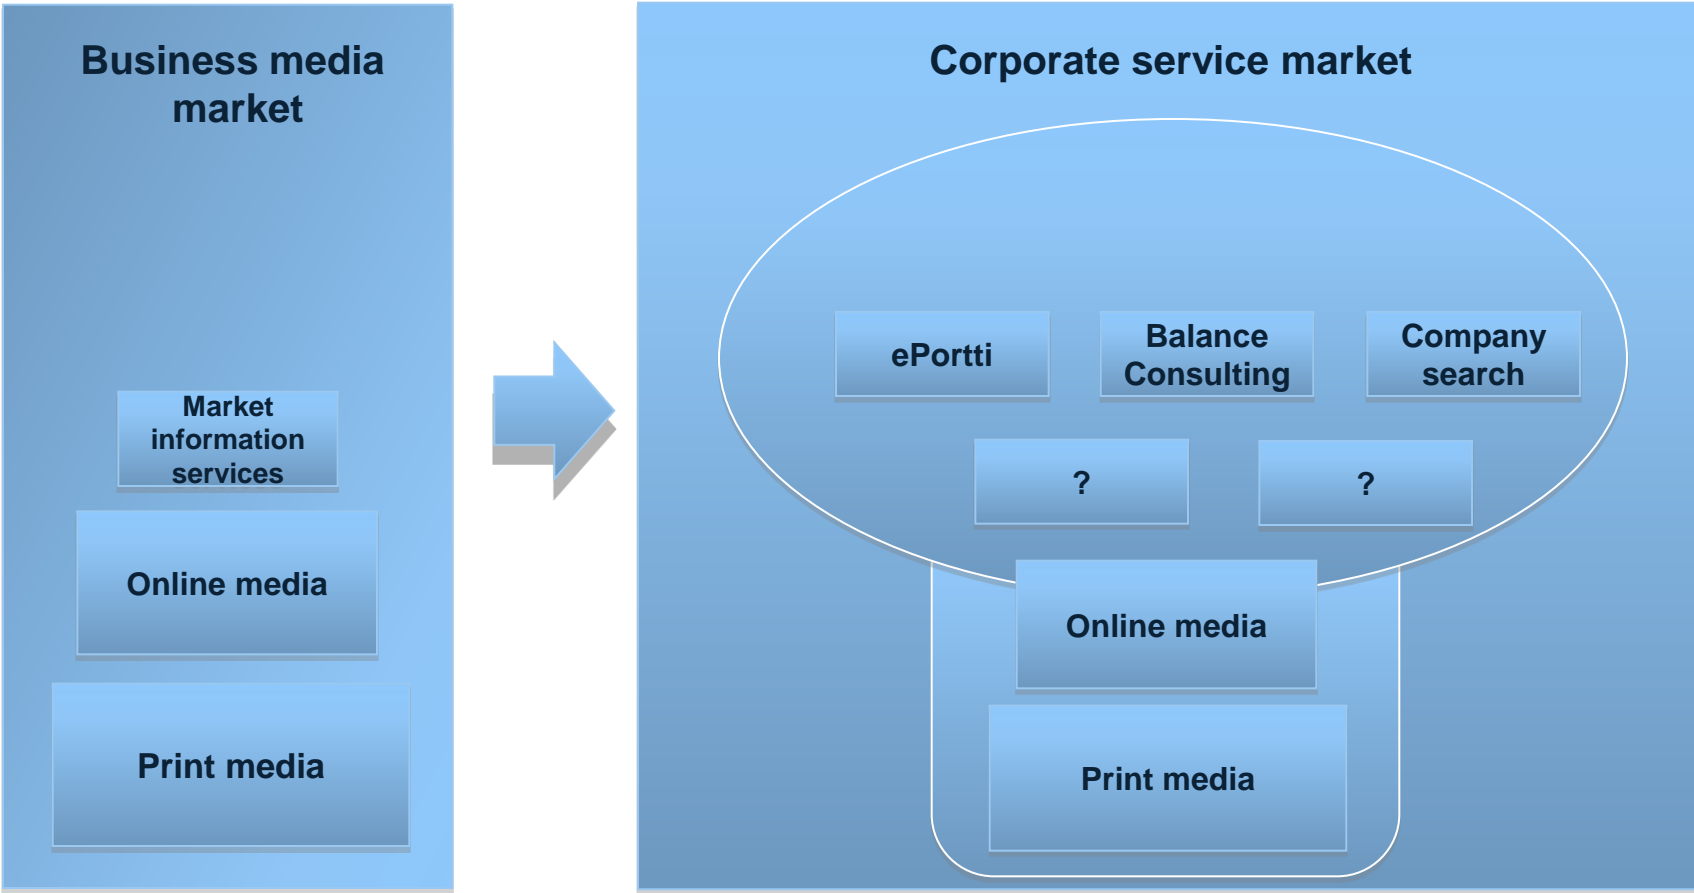 Business media
market
Market
information
services
Online media
Print media
Corporate service market
ePortti
Balance
Consulting
Company
search
?
?
Online media
Print media